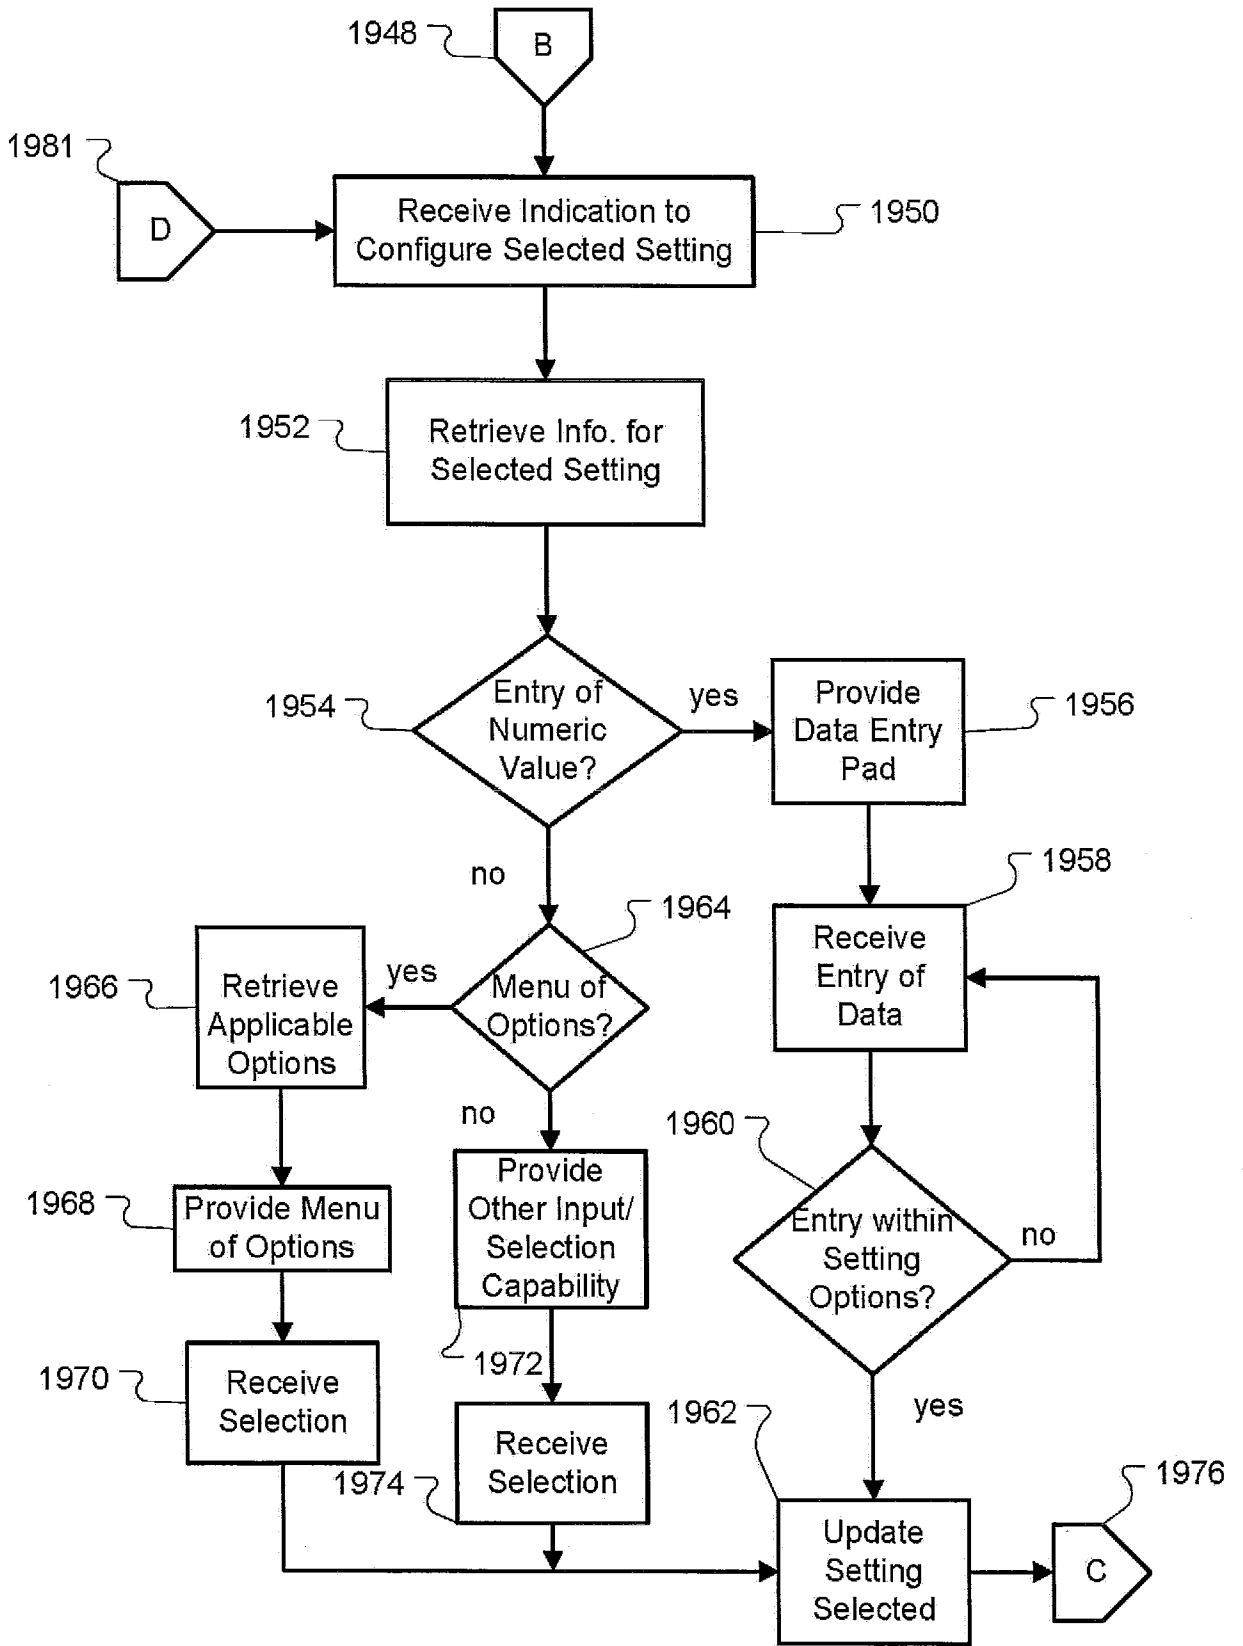 1948
B
1981
D
Receive Indication to
Configure Selected Setting
1950
1952
Retrieve Info. for
Selected Setting
1954
Entry of
Numeric
Value?
yes
Provide
Data Entry
Pad
1956
no
1958
Receive
Entry of
Data
1964
Menu of
Options?
yes
1966
Retrieve
Applicable
Options
no
1960
Entry within
Setting
Options?
no
1968
Provide Menu
of Options
Provide
Other Input/
Selection
Capability
1972
1970
Receive
Selection
yes
1962
1974
Receive
Selection
Update
Setting
Selected
1976
C